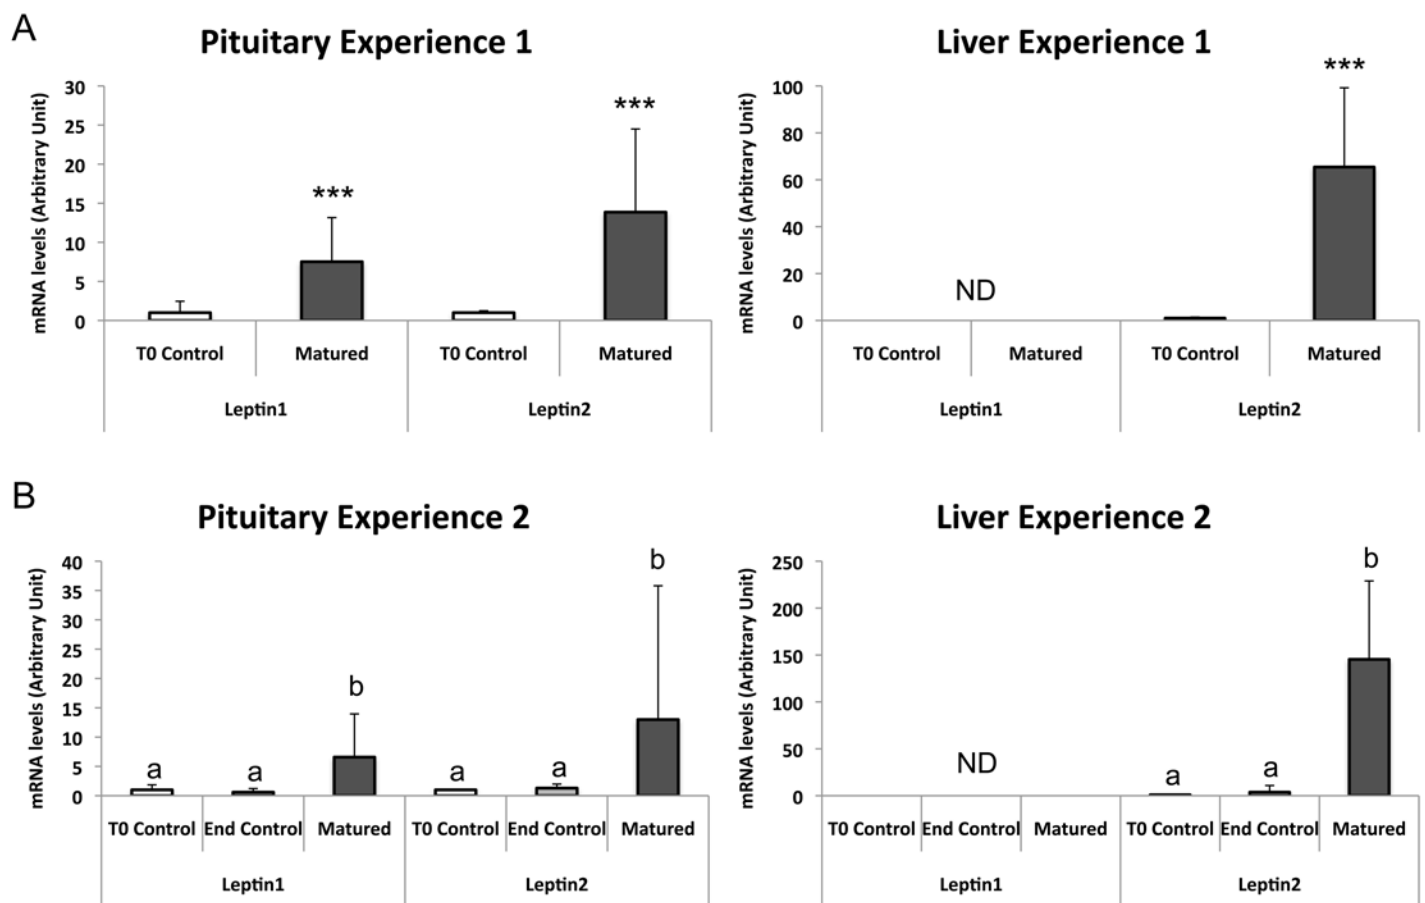 A
Pituitary Experience 1
mRNA levels (Arbitrary Unit)
30
25
20
15
10
5
0
***
***
T0 Control Matured T0 Control Matured
Leptin1 Leptin2
Liver Experience 1
mRNA levels (Arbitrary Unit)
100
80
60
40
20
0
***
ND
T0 Control Matured T0 Control Matured
Leptin1 Leptin2
B
Pituitary Experience 2
mRNA levels (Arbitrary Unit)
40
35
30
25
20
15
10
5
0
a a b a a b
T0 Control End Control Matured T0 Control End Control Matured
Leptin1 Leptin2
Liver Experience 2
mRNA levels (Arbitrary Unit)
250
200
150
100
50
0
ND a a b
T0 Control End Control Matured T0 Control End Control Matured
Leptin1 Leptin2